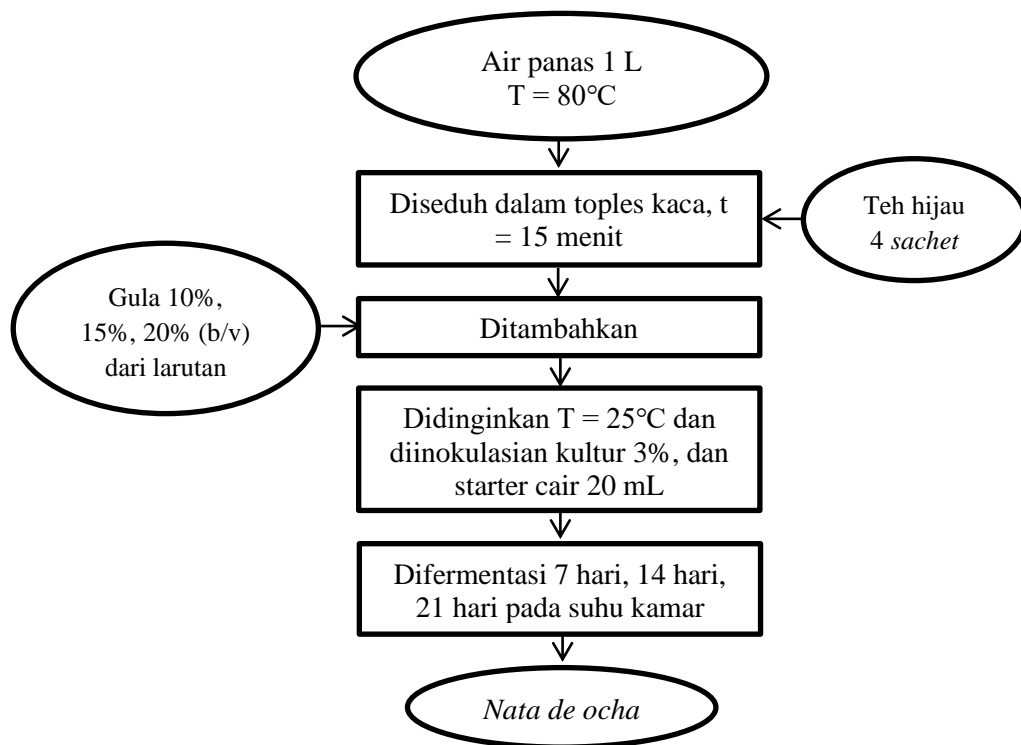 Air panas 1 L
T = 80°C
Diseduh dalam toples kaca, t
= 15 menit
Teh hijau
4 sachet
Gula 10%,
15%, 20% (b/v)
dari larutan
Ditambahkan
Didinginkan T = 25°C dan
diinokulasian kultur 3%, dan
starter cair 20 mL
Difermentasi 7 hari, 14 hari,
21 hari pada suhu kamar
Nata de ocha